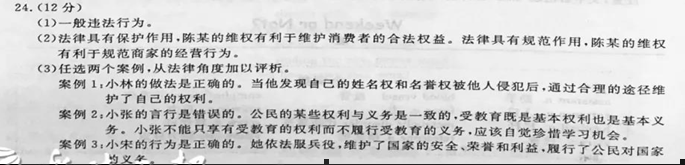 24.(12分)
(1)一般违法行为。
(2)法律具有保护作用,陈某的维权有利于维护消费者的合法权益。法律具有规范作用,陈某的维权
有利于规范商家的经营行为。
(3)任选两个案例,从法律角度加以评析。
案例1:小林的做法是正确的。当他发现自己的姓名权和名誉权被他人侵犯后,通过合理的途径维
护了自己的权利。
案例2:小张的言行是错误的。公民的某些权利与义务是一致的,受教育既是基本权利也是基本义
务。小张不能只享有受教育的权利而不履行受教育的义务,应该自觉珍惜学习机会。
案例3:小宋的行为是正确的。她依法服兵役,维护了国家的安全、荣誉和利益,履行了公民对国家
的义务。